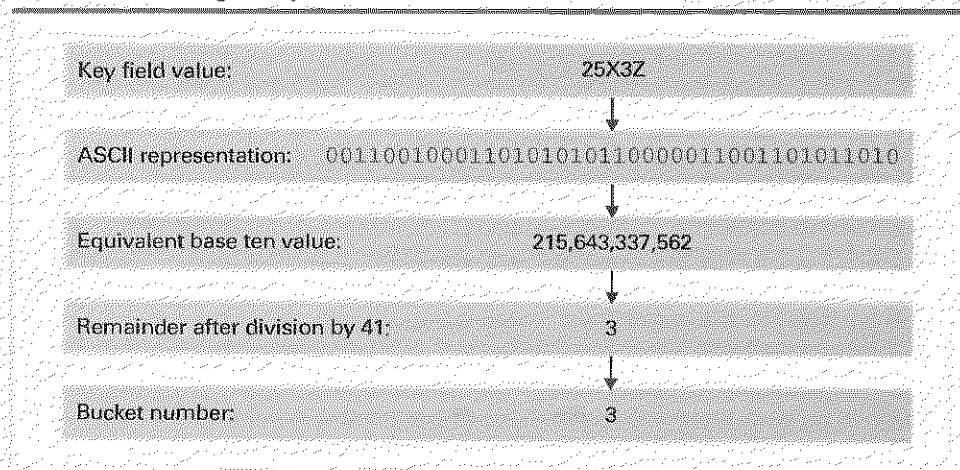 Key field value: 25X3Z
ASCII representation: 0011001000110101010110000011001101011010
Equivalent base ten value: 215,643,337,562
Remainder after division by 41: 3
Bucket number: 3